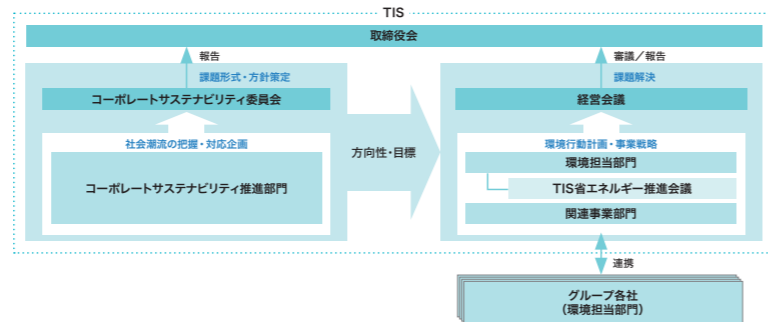 TIS
取締役会
報告
課題形式・方針策定
コーポレートサステナビリティ委員会
社会潮流の把握・対応企画
コーポレートサステナビリティ推進部門
方向性・目標
審議／報告
課題解決
経営会議
環境行動計画・事業戦略
環境担当部門
TIS省エネルギー推進会議
関連事業部門
連携
グループ各社
（環境担当部門）